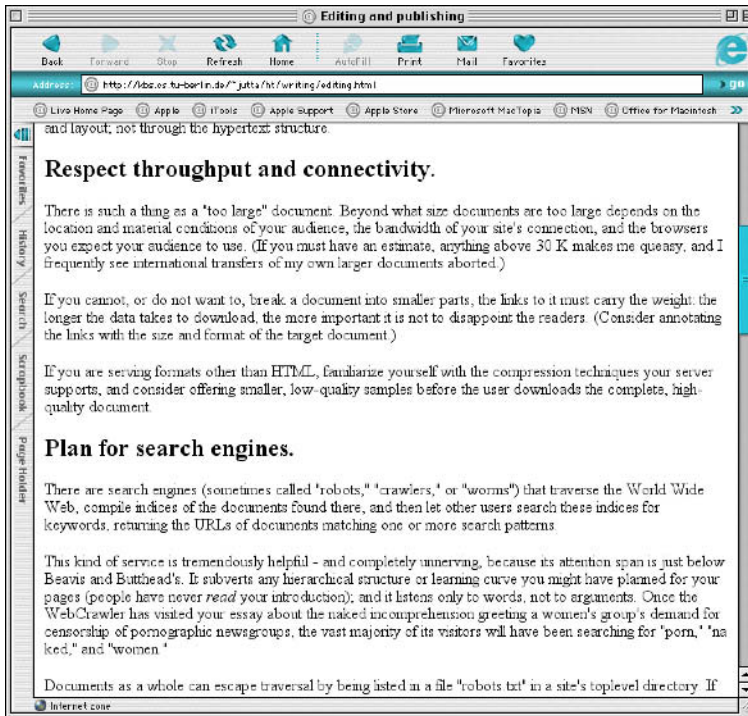 Editing and publishing
Back Forward Stop Refresh Home AutoFill Print Mail Favorites
Address: http://kbs.cs.tu-berlin.de/~jutta/ht/writing/editing.html go
Live Home Page Apple iTools Apple Support Apple Store Microsoft MacTopia MSN Office for Macintosh
and layout; not through the hypertext structure.
Respect throughput and connectivity.
There is such a thing as a "too large" document. Beyond what size documents are too large depends on the
location and material conditions of your audience, the bandwidth of your site's connection, and the browsers
you expect your audience to use. (If you must have an estimate, anything above 30 K makes me queasy, and I
frequently see international transfers of my own larger documents aborted.)
If you cannot, or do not want to, break a document into smaller parts, the links to it must carry the weight: the
longer the data takes to download, the more important it is not to disappoint the readers. (Consider annotating
the links with the size and format of the target document.)
If you are serving formats other than HTML, familiarize yourself with the compression techniques your server
supports, and consider offering smaller, low-quality samples before the user downloads the complete, high-
quality document.
Plan for search engines.
There are search engines (sometimes called "robots," "crawlers," or "worms") that traverse the World Wide
Web, compile indices of the documents found there, and then let other users search these indices for
keywords, returning the URLs of documents matching one or more search patterns.
This kind of service is tremendously helpful - and completely unnerving, because its attention span is just below
Beavis and Butthead's. It subverts any hierarchical structure or learning curve you might have planned for your
pages (people have never read your introduction); and it listens only to words, not to arguments. Once the
WebCrawler has visited your essay about the naked incomprehension greeting a women's group's demand for
censorship of pornographic newsgroups, the vast majority of its visitors will have been searching for "porn," "na
ked," and "women."
Documents as a whole can escape traversal by being listed in a file "robots.txt" in a site's toplevel directory. If
Favorites
History
Search
Scrapbook
Page Holder
Internet zone